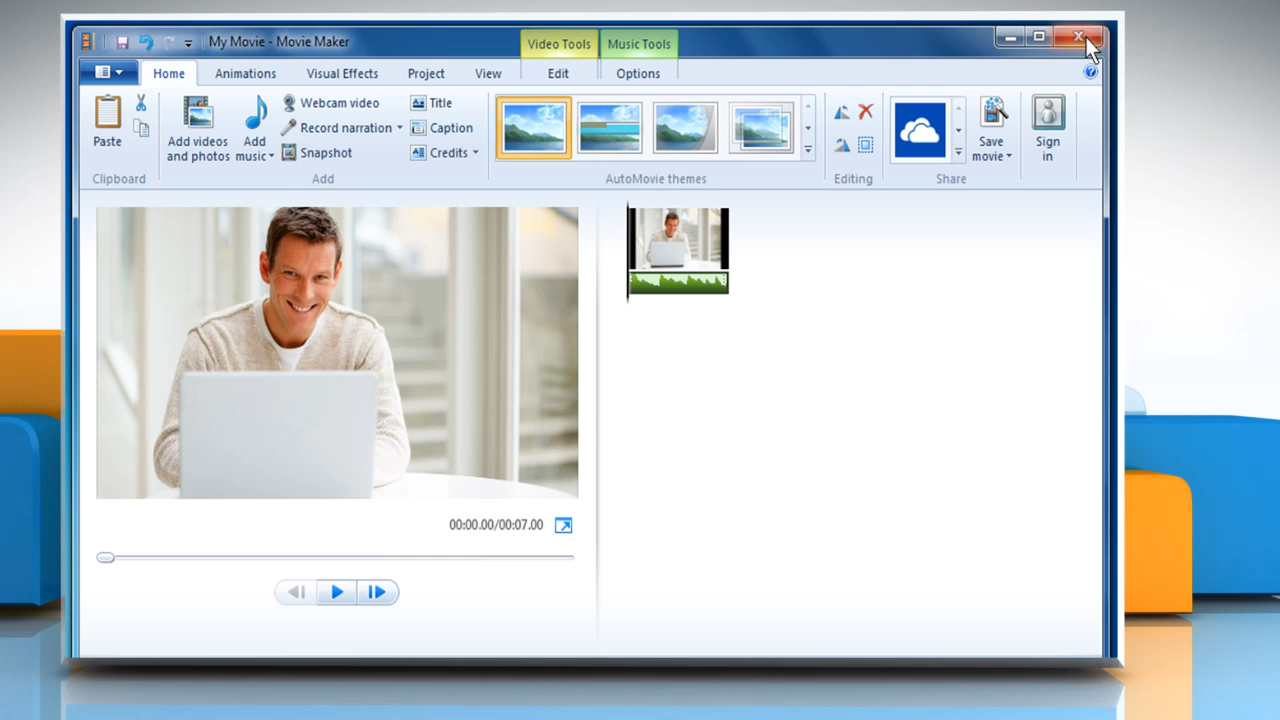 My Movie - Movie Maker
Video Tools
Music Tools
Home
Animations
Visual Effects
Project
View
Edit
Options
Paste
Clipboard
Add videos
and photos
Add
music
Webcam video
Record narration
Snapshot
Title
Caption
Credits
Add
AutoMovie themes
Editing
Share
Save
movie
Sign
in
00:00.00/00:07.00